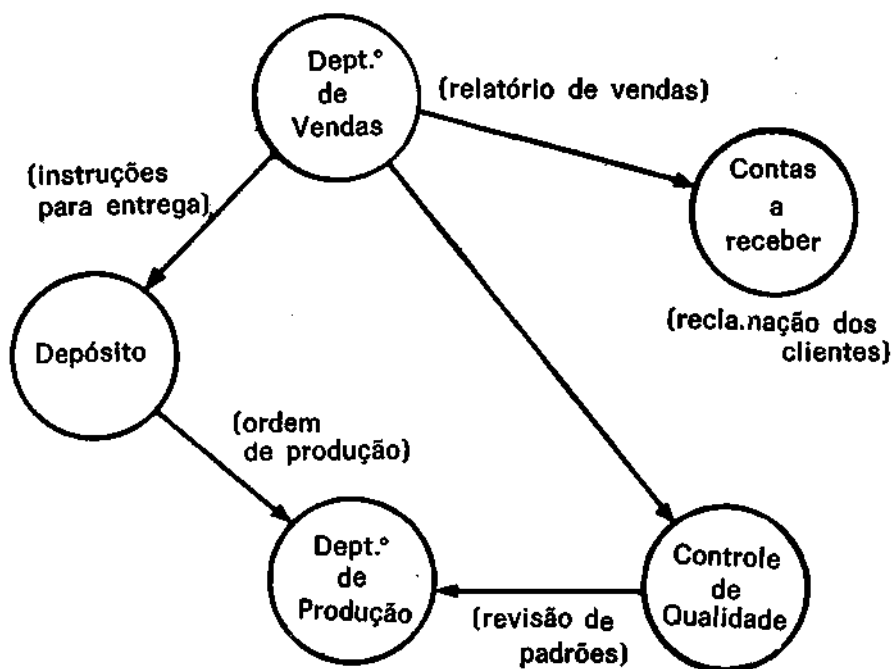 Dept.º
de
Vendas
(relatório de vendas)
(instruções
para entrega)
Contas
a
receber
(recla.nação dos
clientes)
Depósito
(ordem
de produção)
Dept.º
de
Produção
Controle
de
Qualidade
(revisão de
padrões)